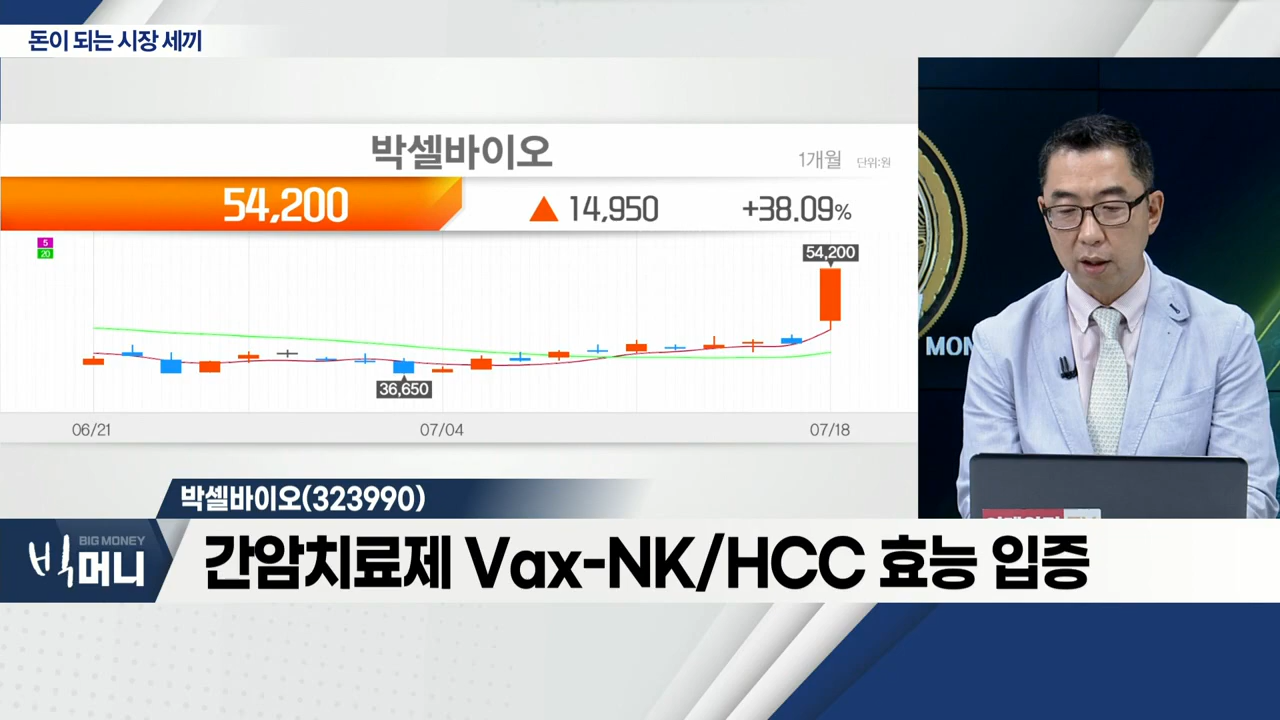 돈이 되는 시장 세끼
박셀바이오
1개월 단위:원
54,200 ▲ 14,950 +38.09%
5
20
54,200
36,650
06/21 07/04 07/18
MON
박셀바이오(323990)
BIG MONEY
빅머니
간암치료제 Vax-NK/HCC 효능 입증